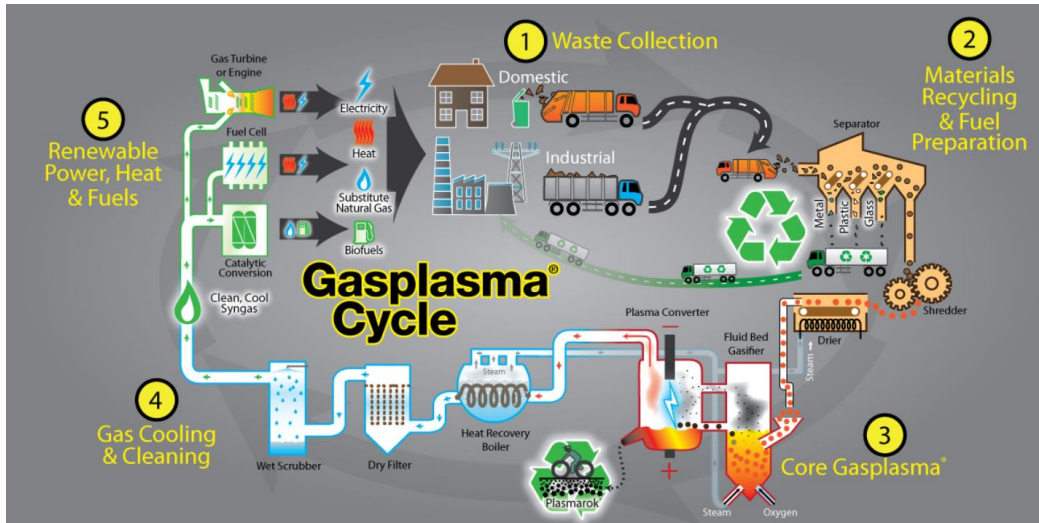 1
Waste Collection
Domestic
Industrial
2
Materials
Recycling
& Fuel
Preparation
Separator
Metal
Plastic
Glass
Shredder
Drier
Steam
3
Core Gasplasma®
Plasma Converter
Fluid Bed
Gasifier
Steam
Oxygen
Plasmarok®
4
Gas Cooling
& Cleaning
Steam
Heat Recovery
Boiler
Dry Filter
Wet Scrubber
Clean, Cool
Syngas
5
Renewable
Power, Heat
& Fuels
Gas Turbine
or Engine
Fuel Cell
Catalytic
Conversion
Electricity
Heat
Substitute
Natural Gas
Biofuels
Gasplasma®
Cycle